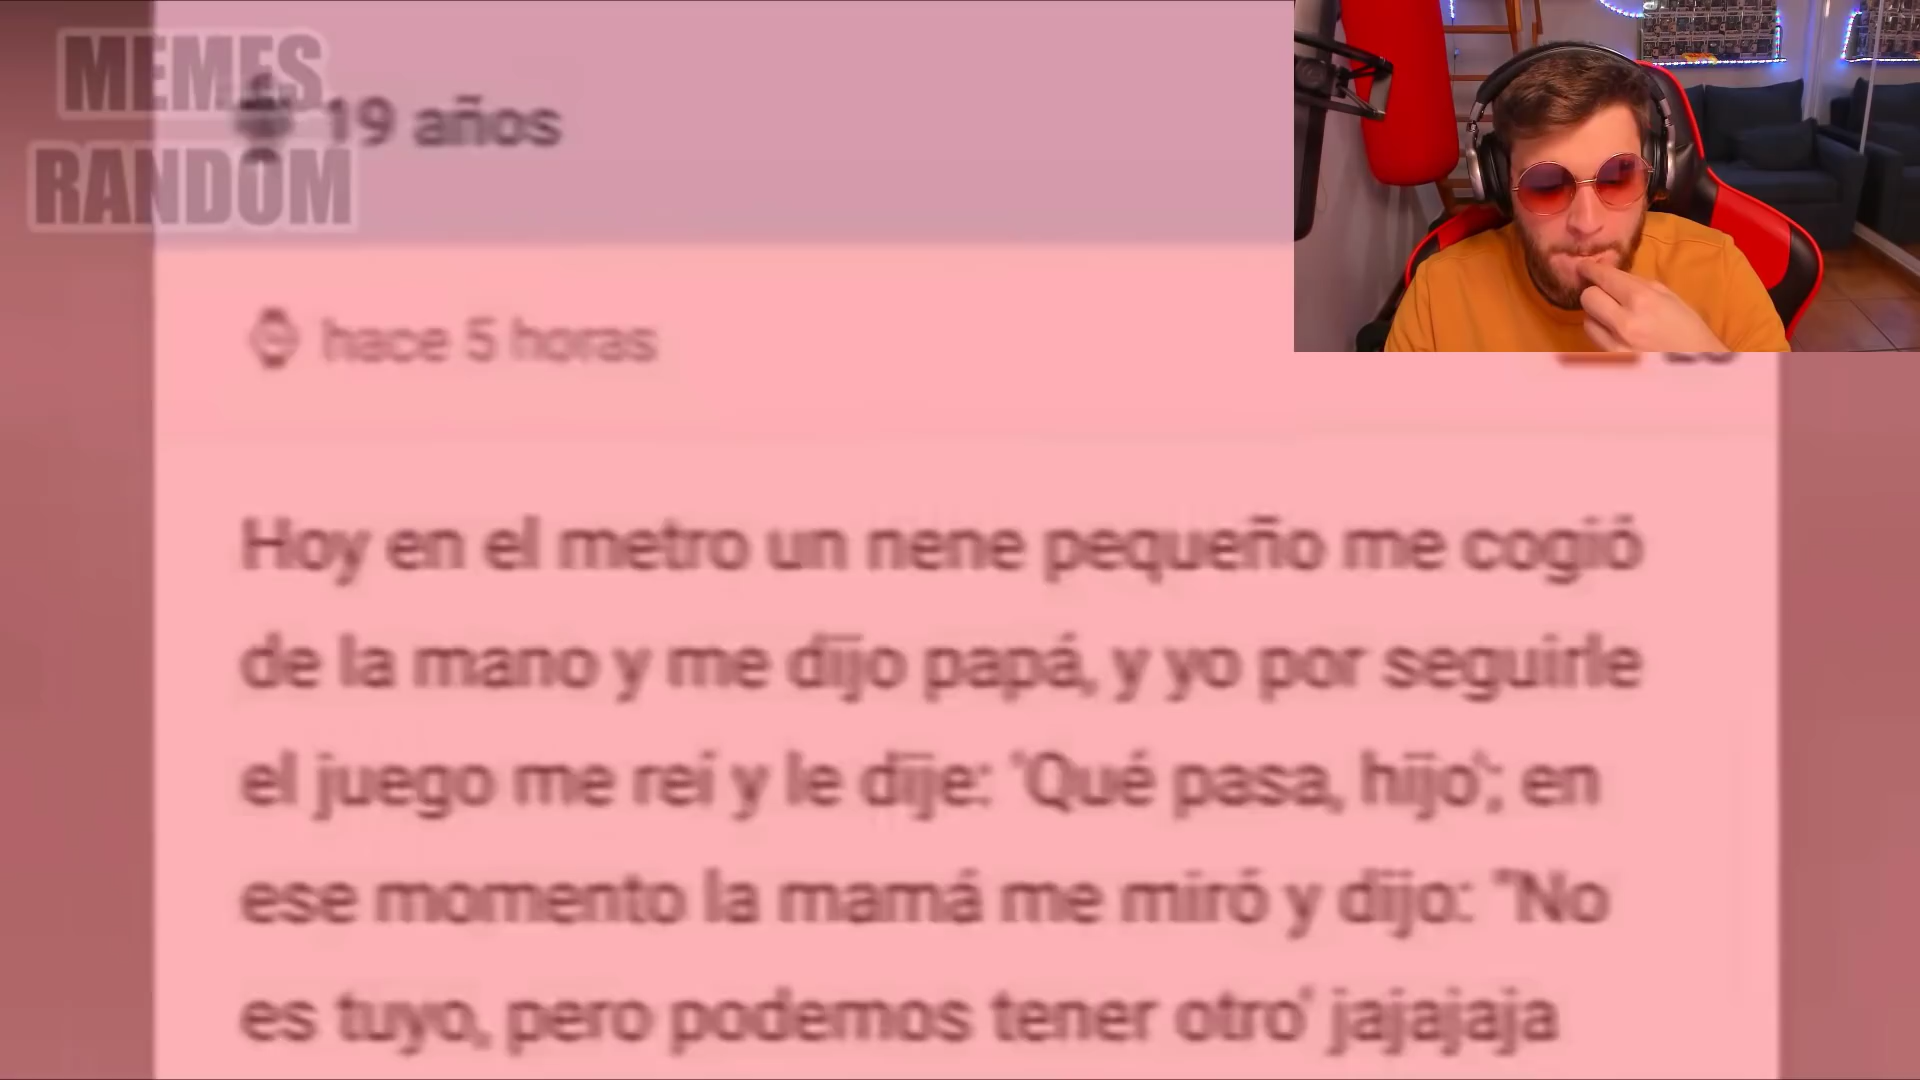 MEMES
RANDOM
19 años
hace 5 horas
Hoy en el metro un nene pequeño me cogió
de la mano y me dijo papá, y yo por seguirle
el juego me rei y le dije: 'Qué pasa, hijo'; en
ese momento la mamá me miró y dijo: "No
es tuyo, pero podemos tener otro' jajajaja